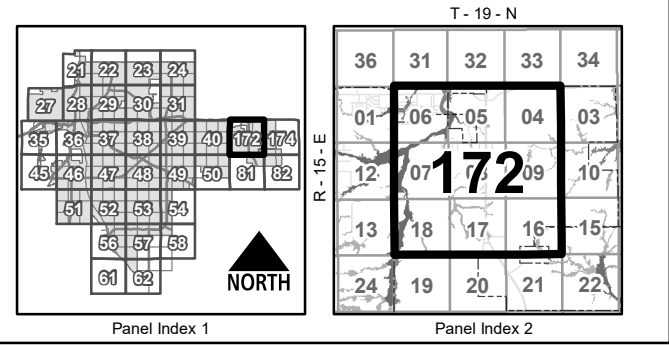 T - 19 - N
21 22 23 24
27 28 29 30 31
35 36 37 38 39 40 172 174
45 46 47 48 49 50 81 82
51 52 53 54
56 57 58
61 62
NORTH
Panel Index 1
R - 15 - E
36 31 32 33 34
01 06 05 04 03
12 07 08 09 10
172
13 18 17 16 15
24 19 20 21 22
Panel Index 2